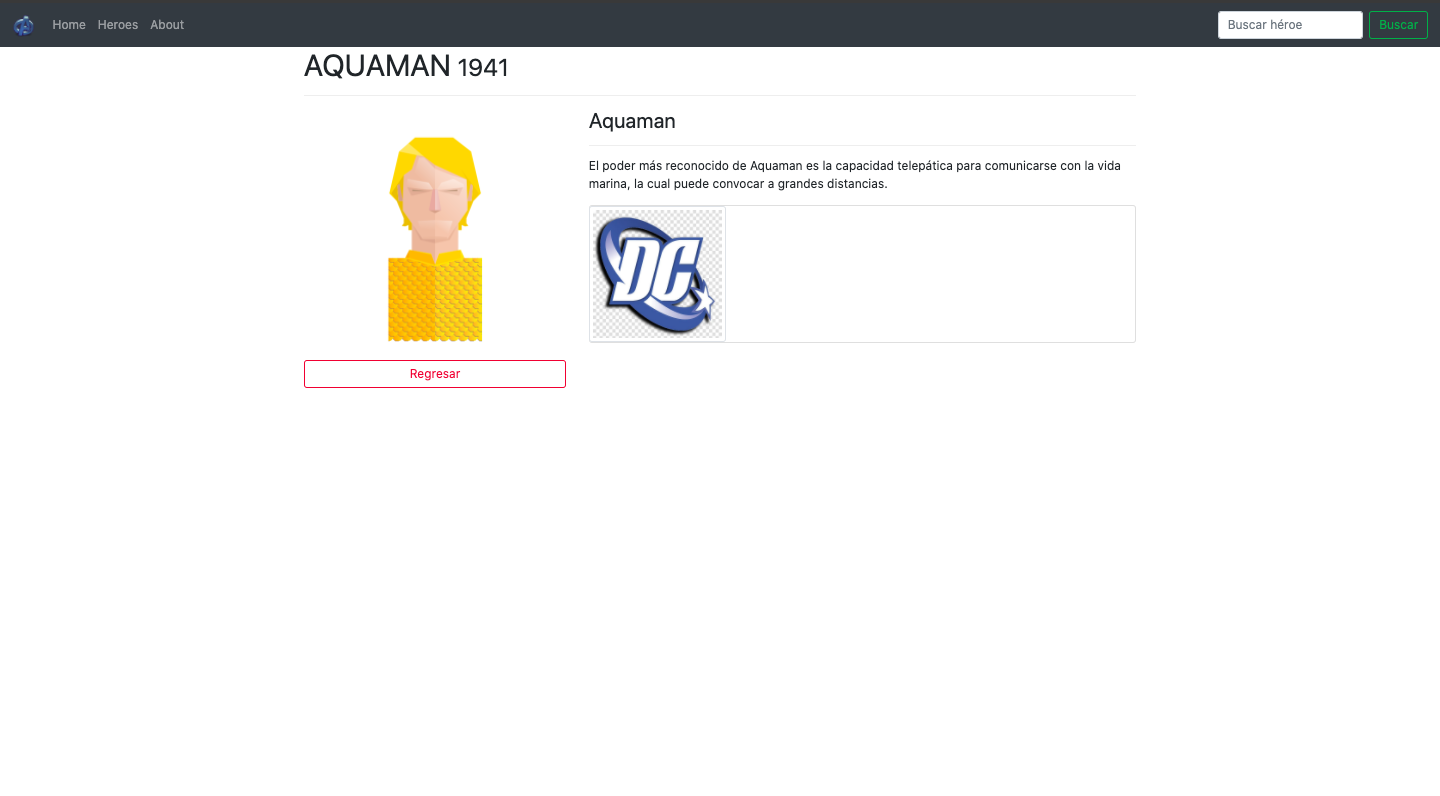 Home Heroes About Buscar héroe Buscar
AQUAMAN 1941
Aquaman
El poder más reconocido de Aquaman es la capacidad telepática para comunicarse con la vida
marina, la cual puede convocar a grandes distancias.
DC
Regresar